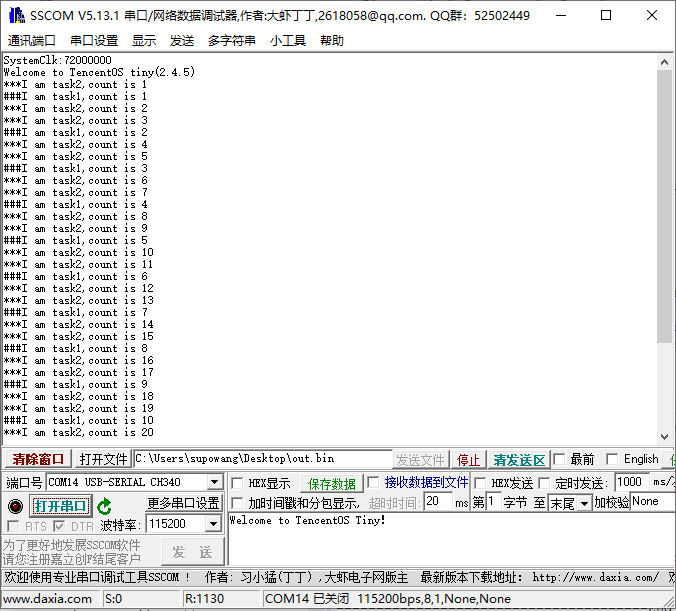 SSCOM V5.13.1 串口/网络数据调试器,作者:大虾丁丁,2618058@qq.com. QQ群：52502449
通讯端口 串口设置 显示 发送 多字符串 小工具 帮助
SystemClk:72000000
Welcome to TencentOS tiny(2.4.5)
***I am task2,count is 1
###I am task1,count is 1
***I am task2,count is 2
***I am task2,count is 3
###I am task1,count is 2
***I am task2,count is 4
***I am task2,count is 5
###I am task1,count is 3
***I am task2,count is 6
***I am task2,count is 7
###I am task1,count is 4
***I am task2,count is 8
***I am task2,count is 9
###I am task1,count is 5
***I am task2,count is 10
***I am task2,count is 11
###I am task1,count is 6
***I am task2,count is 12
***I am task2,count is 13
###I am task1,count is 7
***I am task2,count is 14
***I am task2,count is 15
###I am task1,count is 8
***I am task2,count is 16
***I am task2,count is 17
###I am task1,count is 9
***I am task2,count is 18
***I am task2,count is 19
###I am task1,count is 10
***I am task2,count is 20
清除窗口 打开文件 C:\Users\supowang\Desktop\out.bin 发送文件 停止 清发送区 最前 English
端口号 COM14 USB-SERIAL CH340 HEX显示 保存数据 接收数据到文件 HEX发送 定时发送: 1000 ms/
打开串口 更多串口设置 加时间戳和分包显示, 超时时间: 20 ms 第1 字节 至 末尾 加校验 None
RTS DTR 波特率: 115200 Welcome to TencentOS Tiny!
为了更好地发展SSCOM软件
请您注册嘉立创F结尾客户
发 送
欢迎使用专业串口调试工具SSCOM ! 作者: 习小猛(丁丁) ,大虾电子网版主 最新版本下载地址: http://www.daxia.com/ 欢
www.daxia.com S:0 R:1130 COM14 已关闭 115200bps,8,1,None,None